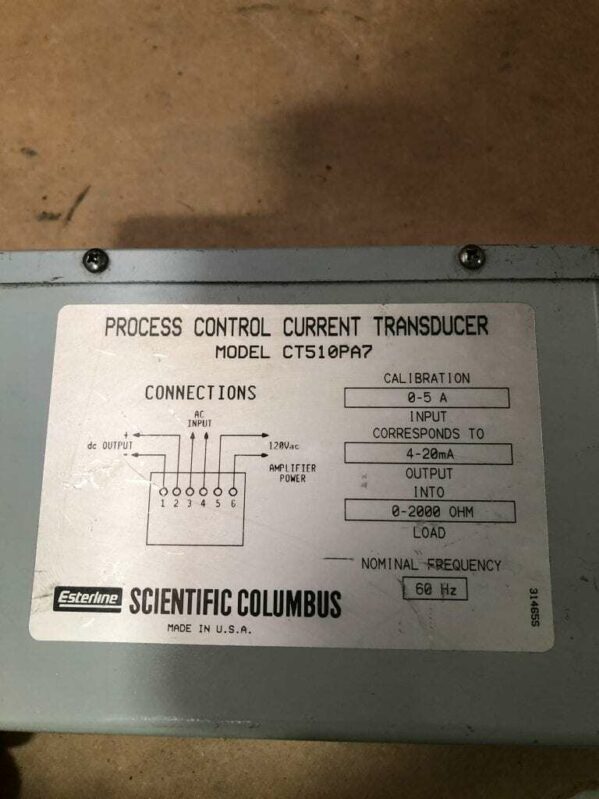 PROCESS CONTROL CURRENT TRANSDUCER
MODEL CT510PA7
CONNECTIONS
AC
INPUT
+
dc OUTPUT
-
120Vac
AMPLIFIER
POWER
1 2 3 4 5 6
CALIBRATION
0-5 A
INPUT
CORRESPONDS TO
4-20mA
OUTPUT
INTO
0-2000 OHM
LOAD
NOMINAL FREQUENCY
60 Hz
Esterline SCIENTIFIC COLUMBUS
MADE IN U.S.A.
31465S